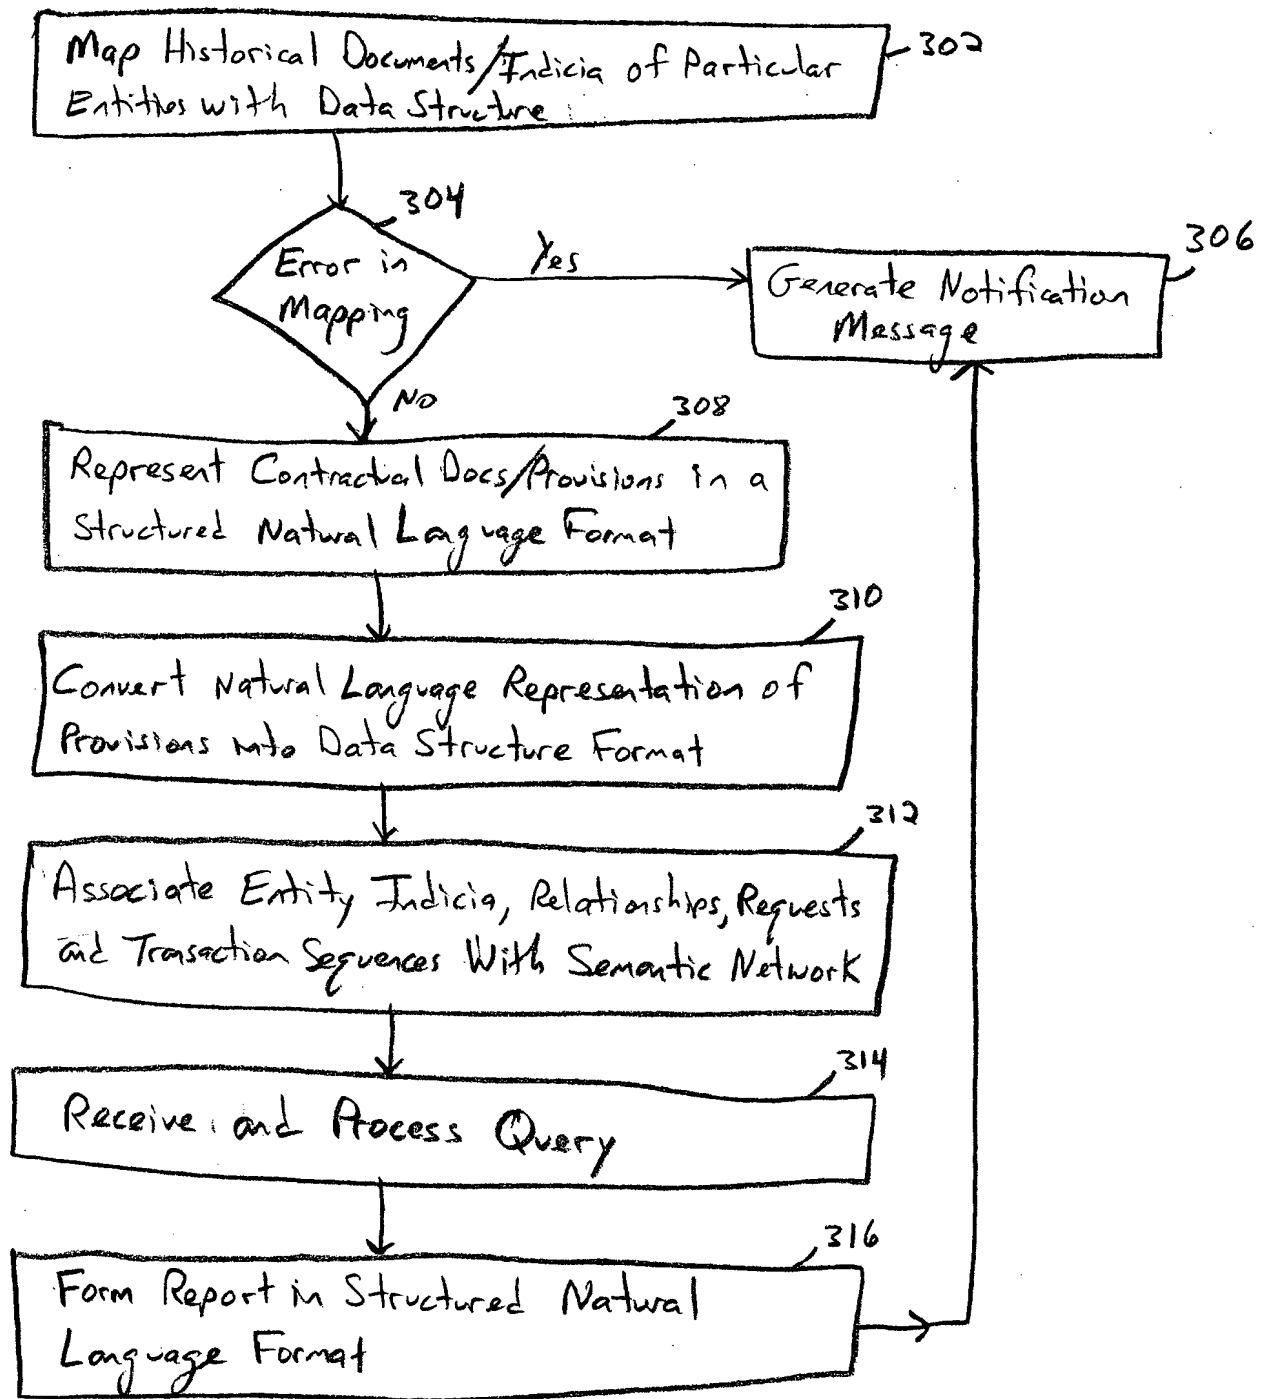 Map Historical Documents/Indicia of Particular
Entities with Data Structure
302
304
Error in
Mapping
Yes
306
Generate Notification
Message
No
308
Represent Contractual Docs/Provisions in a
Structured Natural Language Format
310
Convert Natural Language Representation of
Provisions into Data Structure Format
312
Associate Entity Indicia, Relationships, Requests
and Transaction Sequences With Semantic Network
314
Receive and Process Query
316
Form Report in Structured Natural
Language Format